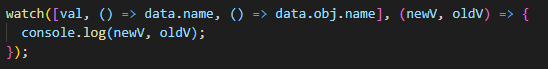 watch([val, () => data.name, () => data.obj.name], (newV, oldV) => {
  console.log(newV, oldV);
});